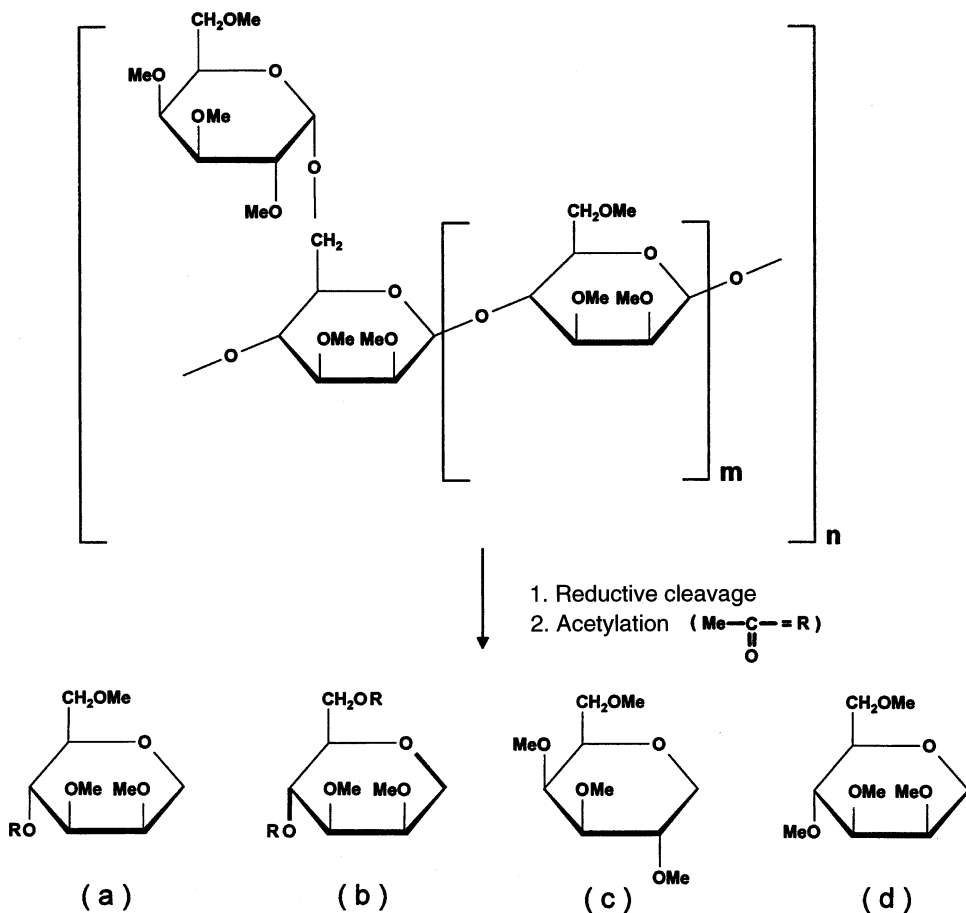 CH₂OMe
O
MeO
OMe
O
MeO
CH₂
CH₂OMe
O
O
OMe MeO
O
O
OMe MeO
O
m
n
1. Reductive cleavage
2. Acetylation ( Me—C—=R )
O
CH₂OMe
O
OMe MeO
RO
(a)
CH₂OR
O
OMe MeO
RO
(b)
CH₂OMe
MeO
O
OMe
OMe
(c)
CH₂OMe
O
OMe MeO
MeO
(d)